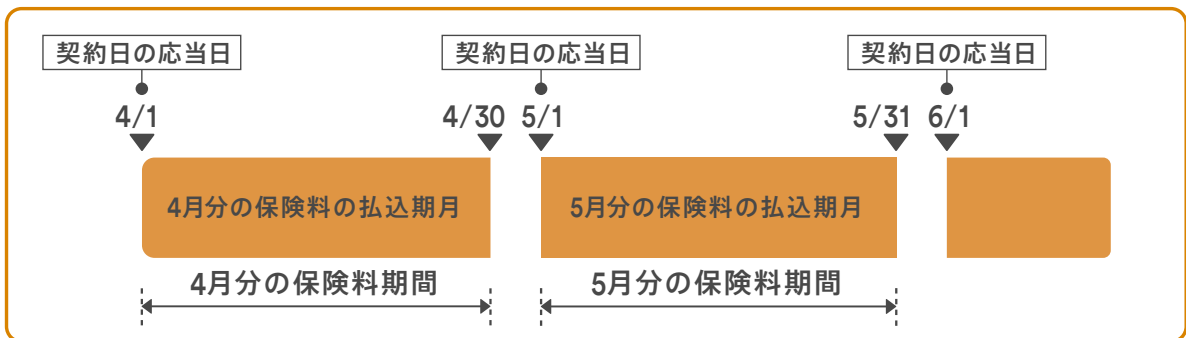 契約日の応当日 契約日の応当日 契約日の応当日
4/1 4/30 5/1 5/31 6/1
4月分の保険料の払込期月 5月分の保険料の払込期月
4月分の保険料期間 5月分の保険料期間